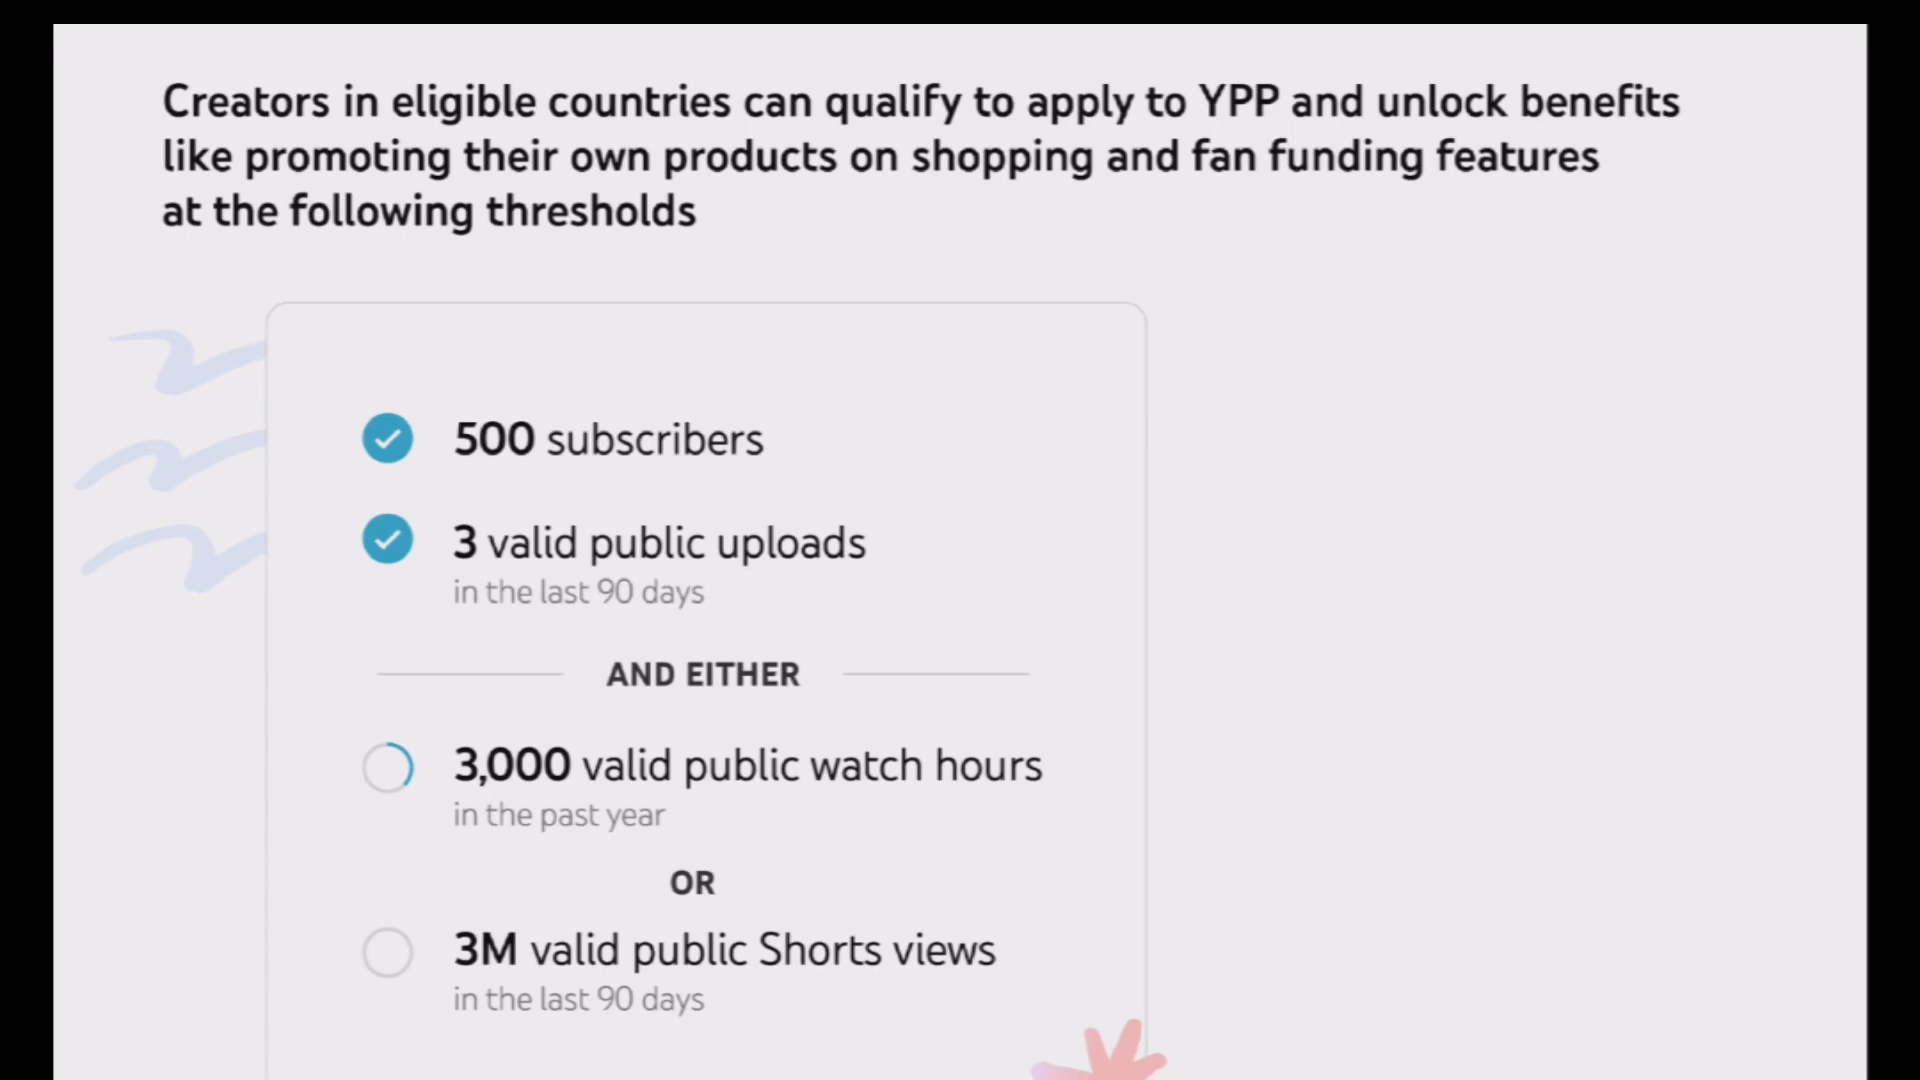 Creators in eligible countries can qualify to apply to YPP and unlock benefits
like promoting their own products on shopping and fan funding features
at the following thresholds
500 subscribers
3 valid public uploads
in the last 90 days
AND EITHER
3,000 valid public watch hours
in the past year
OR
3M valid public Shorts views
in the last 90 days